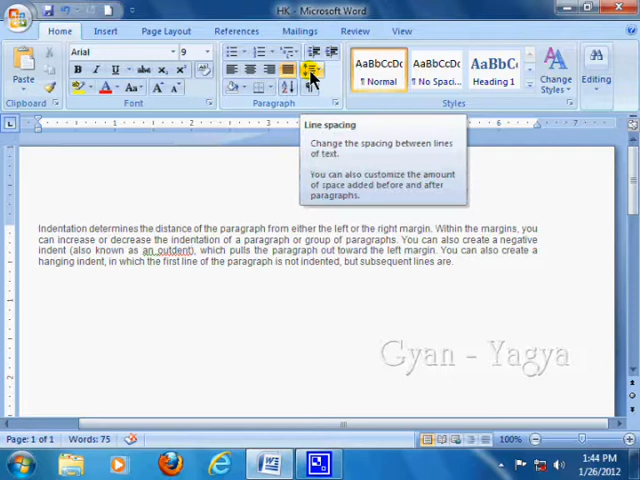 HK - Microsoft Word
Home Insert Page Layout References Mailings Review View
Paste
Clipboard
Arial 9
B I U abc x₂ x²
Aa
A
Font
Paragraph
AaBbCcDc AaBbCcDc AaBbCc
¶ Normal ¶ No Spaci... Heading 1
Change Styles
Styles
Editing
Line spacing
Change the spacing between lines
of text.
You can also customize the amount
of space added before and after
paragraphs.
Indentation determines the distance of the paragraph from either the left or the right margin. Within the margins, you
can increase or decrease the indentation of a paragraph or group of paragraphs. You can also create a negative
indent (also known as an outdent), which pulls the paragraph out toward the left margin. You can also create a
hanging indent, in which the first line of the paragraph is not indented, but subsequent lines are.
Gyan - Yagya
Page: 1 of 1 Words: 75 100%
1:44 PM
1/26/2012